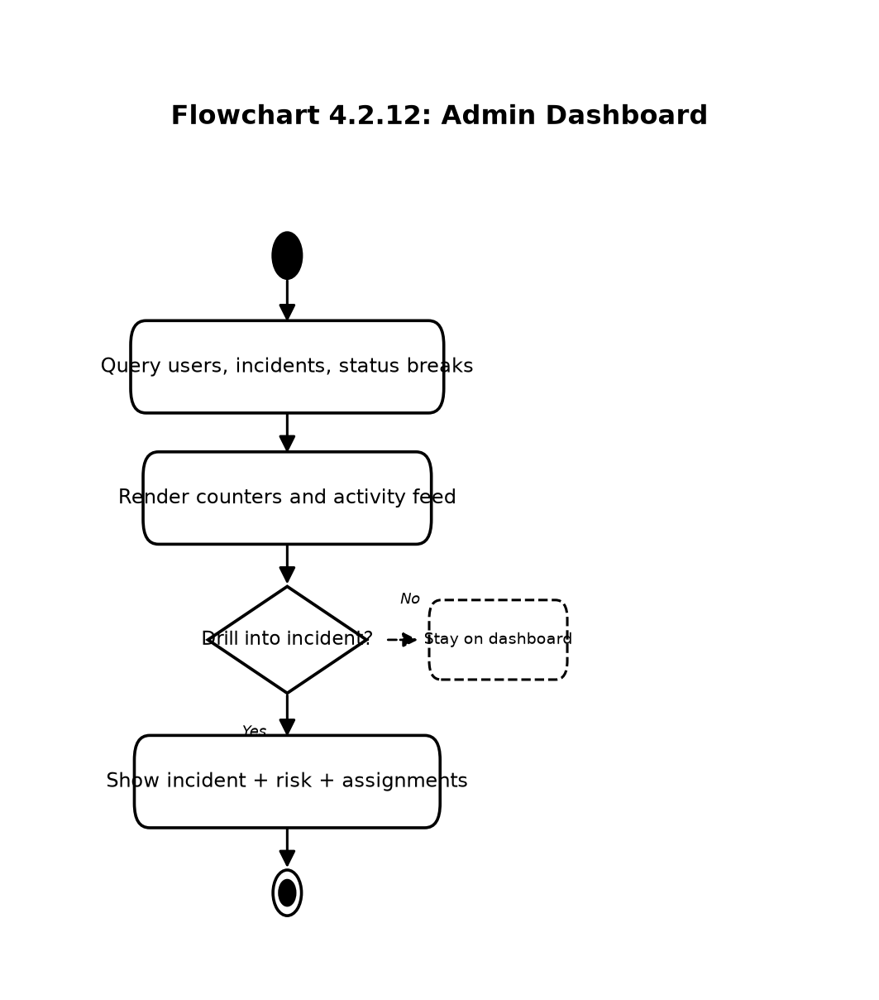 Flowchart 4.2.12: Admin Dashboard
Query users, incidents, status breaks
Render counters and activity feed
Drill into incident?
No
Stay on dashboard
Yes
Show incident + risk + assignments